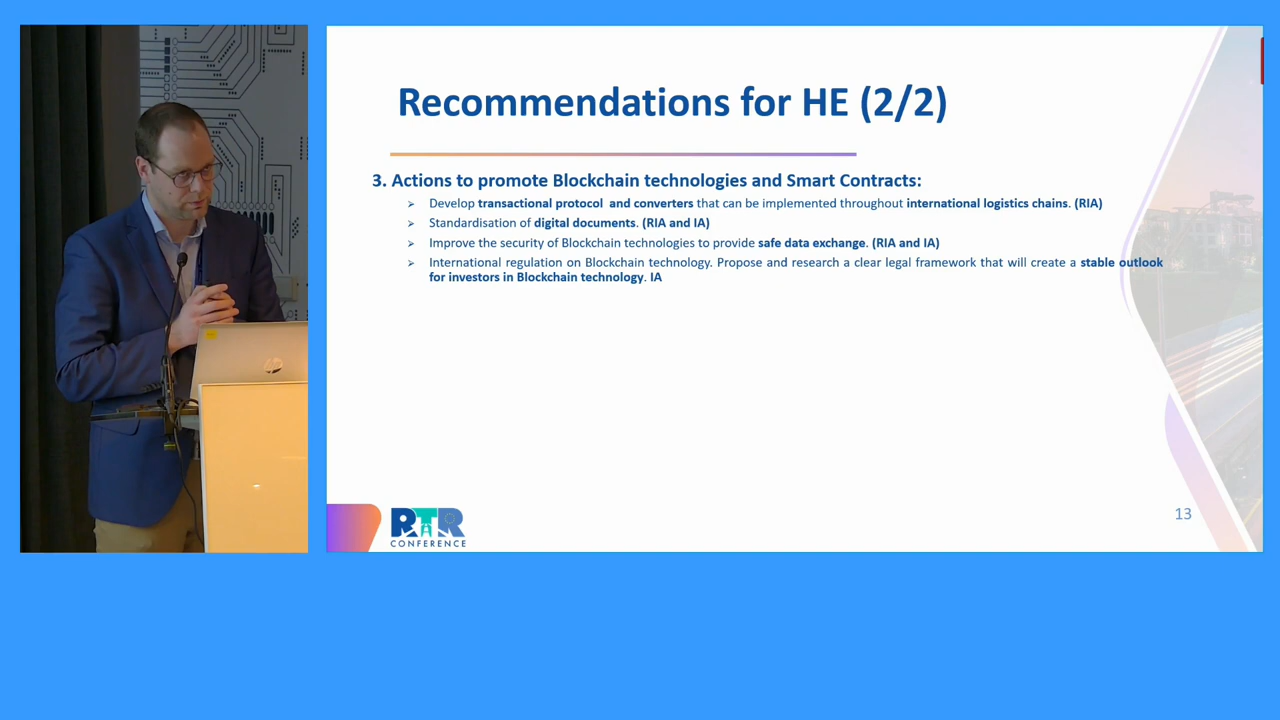 Recommendations for HE (2/2)
3. Actions to promote Blockchain technologies and Smart Contracts:
➢ Develop transactional protocol and converters that can be implemented throughout international logistics chains. (RIA)
➢ Standardisation of digital documents. (RIA and IA)
➢ Improve the security of Blockchain technologies to provide safe data exchange. (RIA and IA)
➢ International regulation on Blockchain technology. Propose and research a clear legal framework that will create a stable outlook
for investors in Blockchain technology. IA
RTR
CONFERENCE
13
hp